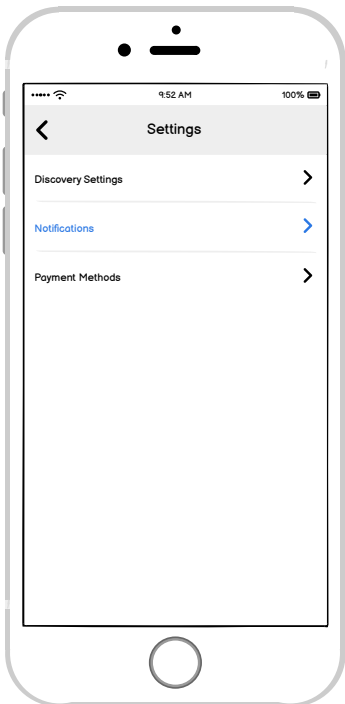 9:52 AM 100%
Settings
Discovery Settings
Notifications
Payment Methods